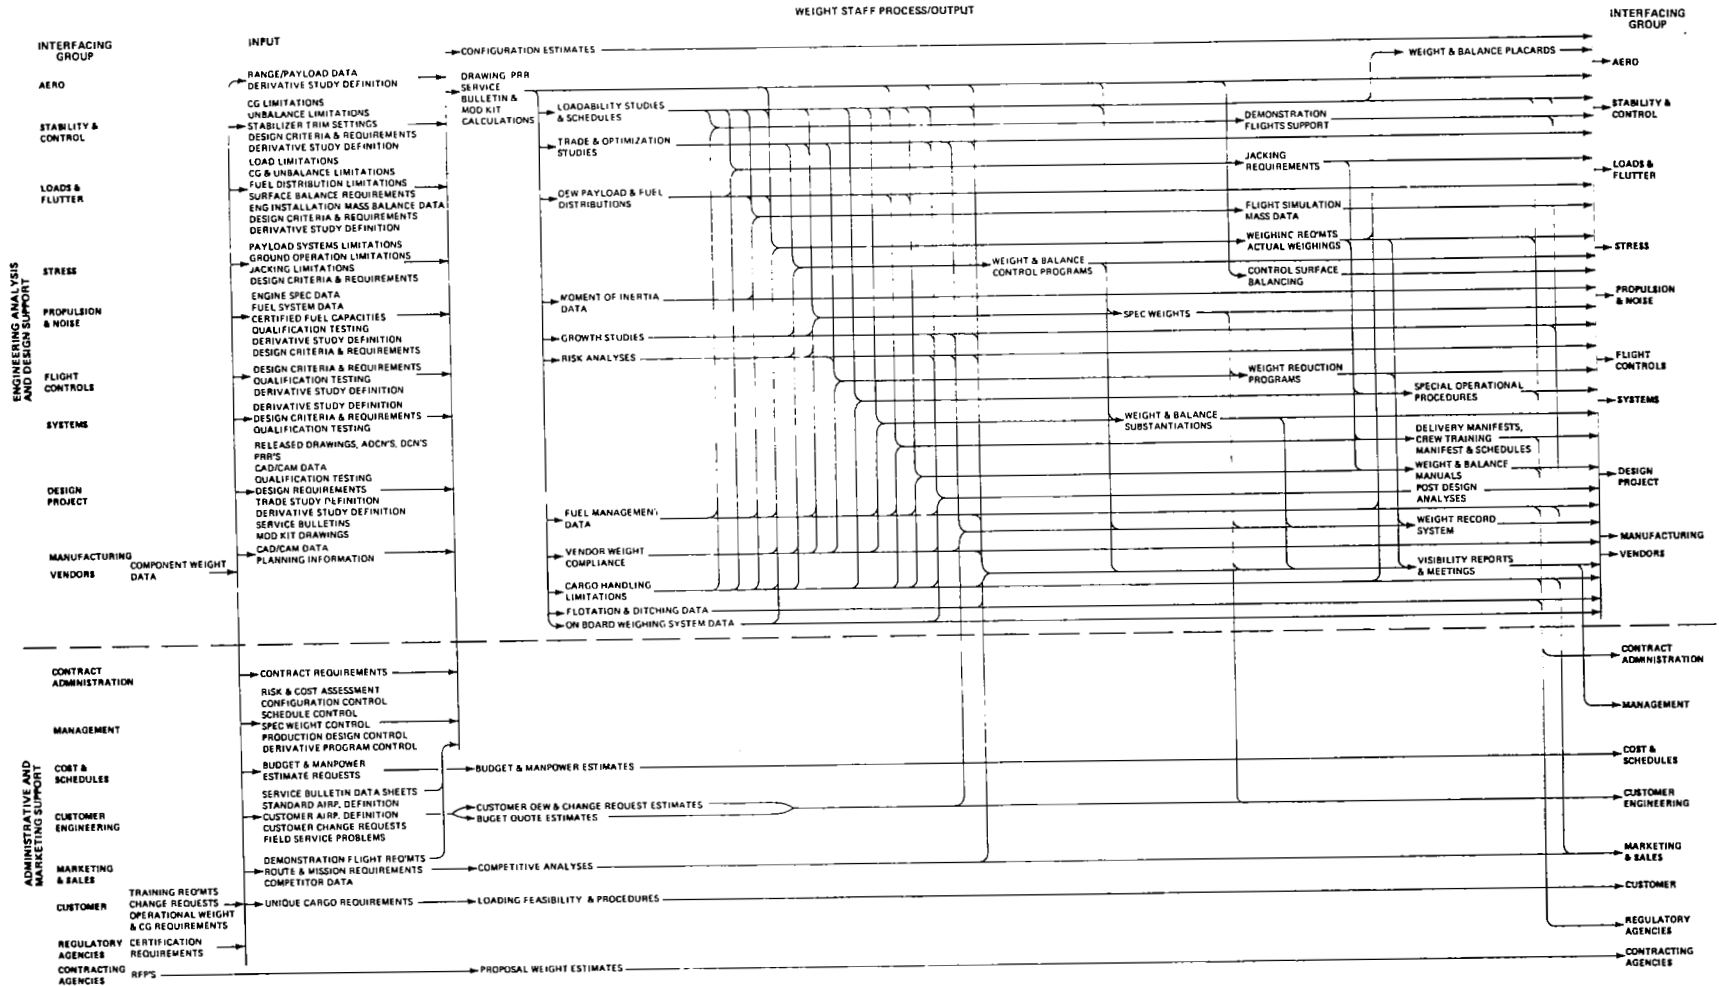 WEIGHT STAFF PROCESS/OUTPUT
INTERFACING
GROUP
INPUT
INTERFACING
GROUP
ENGINEERING ANALYSIS
AND DESIGN SUPPORT
AERO
RANGE/PAYLOAD DATA
DERIVATIVE STUDY DEFINITION
STABILITY &
CONTROL
CG LIMITATIONS
UNBALANCE LIMITATIONS
STABILIZER TRIM SETTINGS
DESIGN CRITERIA & REQUIREMENTS
DERIVATIVE STUDY DEFINITION
LOADS &
FLUTTER
LOAD LIMITATIONS
CG & UNBALANCE LIMITATIONS
FUEL DISTRIBUTION LIMITATIONS
SURFACE BALANCE REQUIREMENTS
ENG INSTALLATION MASS BALANCE DATA
DESIGN CRITERIA & REQUIREMENTS
DERIVATIVE STUDY DEFINITION
STRESS
PAYLOAD SYSTEMS LIMITATIONS
GROUND OPERATION LIMITATIONS
JACKING LIMITATIONS
DESIGN CRITERIA & REQUIREMENTS
PROPULSION
& NOISE
ENGINE SPEC DATA
FUEL SYSTEM DATA
CERTIFIED FUEL CAPACITIES
QUALIFICATION TESTING
DERIVATIVE STUDY DEFINITION
DESIGN CRITERIA & REQUIREMENTS
FLIGHT
CONTROLS
DESIGN CRITERIA & REQUIREMENTS
QUALIFICATION TESTING
DERIVATIVE STUDY DEFINITION
SYSTEMS
DERIVATIVE STUDY DEFINITION
DESIGN CRITERIA & REQUIREMENTS
QUALIFICATION TESTING
DESIGN
PROJECT
RELEASED DRAWINGS, ADCN'S, DCN'S
PRR'S
CAD/CAM DATA
QUALIFICATION TESTING
DESIGN REQUIREMENTS
TRADE STUDY DEFINITION
DERIVATIVE STUDY DEFINITION
SERVICE BULLETINS
MOD KIT DRAWINGS
MANUFACTURING
CAD/CAM DATA
PLANNING INFORMATION
VENDORS
COMPONENT WEIGHT
DATA
ADMINISTRATIVE AND
MARKETING SUPPORT
CONTRACT
ADMINISTRATION
CONTRACT REQUIREMENTS
MANAGEMENT
RISK & COST ASSESSMENT
CONFIGURATION CONTROL
SCHEDULE CONTROL
SPEC WEIGHT CONTROL
PRODUCTION DESIGN CONTROL
DERIVATIVE PROGRAM CONTROL
COST &
SCHEDULES
BUDGET & MANPOWER
ESTIMATE REQUESTS
CUSTOMER
ENGINEERING
SERVICE BULLETIN DATA SHEETS
STANDARD AIRP. DEFINITION
CUSTOMER AIRP. DEFINITION
CUSTOMER CHANGE REQUESTS
FIELD SERVICE PROBLEMS
MARKETING
& SALES
DEMONSTRATION FLIGHT REQ'MTS
ROUTE & MISSION REQUIREMENTS
COMPETITOR DATA
CUSTOMER
TRAINING REQ'MTS
CHANGE REQUESTS
OPERATIONAL WEIGHT
& CG REQUIREMENTS
UNIQUE CARGO REQUIREMENTS
REGULATORY
AGENCIES
CERTIFICATION
REQUIREMENTS
CONTRACTING
AGENCIES
RFP'S
CONFIGURATION ESTIMATES
DRAWING PRR
SERVICE
BULLETIN &
MOD KIT
CALCULATIONS
LOADABILITY STUDIES
& SCHEDULES
TRADE & OPTIMIZATION
STUDIES
OEW PAYLOAD & FUEL
DISTRIBUTIONS
MOMENT OF INERTIA
DATA
GROWTH STUDIES
RISK ANALYSES
FUEL MANAGEMENT
DATA
VENDOR WEIGHT
COMPLIANCE
CARGO HANDLING
LIMITATIONS
FLOTATION & DITCHING DATA
ON BOARD WEIGHING SYSTEM DATA
BUDGET & MANPOWER ESTIMATES
CUSTOMER OEW & CHANGE REQUEST ESTIMATES
BUGET QUOTE ESTIMATES
COMPETITIVE ANALYSES
LOADING FEASIBILITY & PROCEDURES
PROPOSAL WEIGHT ESTIMATES
WEIGHT & BALANCE
CONTROL PROGRAMS
SPEC WEIGHTS
WEIGHT & BALANCE
SUBSTANTIATIONS
DEMONSTRATION
FLIGHTS SUPPORT
JACKING
REQUIREMENTS
FLIGHT SIMULATION
MASS DATA
WEIGHING REQ'MTS
ACTUAL WEIGHINGS
CONTROL SURFACE
BALANCING
WEIGHT REDUCTION
PROGRAMS
WEIGHT & BALANCE PLACARDS
SPECIAL OPERATIONAL
PROCEDURES
DELIVERY MANIFESTS,
CREW TRAINING
MANIFEST & SCHEDULES
WEIGHT & BALANCE
MANUALS
POST DESIGN
ANALYSES
WEIGHT RECORD
SYSTEM
VISIBILITY REPORTS
& MEETINGS
AERO
STABILITY &
CONTROL
LOADS &
FLUTTER
STRESS
PROPULSION
& NOISE
FLIGHT
CONTROLS
SYSTEMS
DESIGN
PROJECT
MANUFACTURING
VENDORS
CONTRACT
ADMINISTRATION
MANAGEMENT
COST &
SCHEDULES
CUSTOMER
ENGINEERING
MARKETING
& SALES
CUSTOMER
REGULATORY
AGENCIES
CONTRACTING
AGENCIES